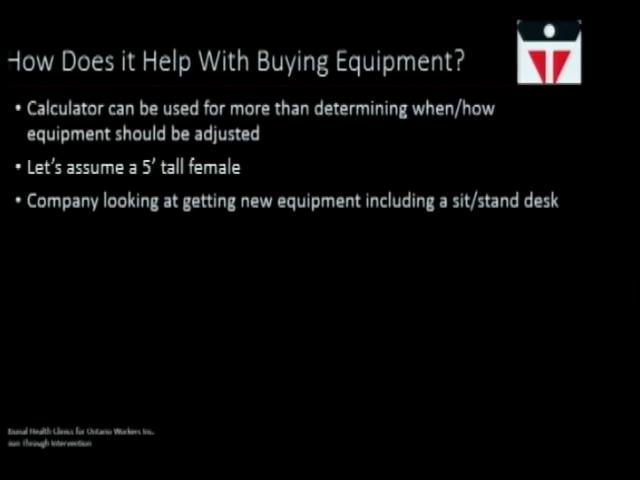 How Does it Help With Buying Equipment?
• Calculator can be used for more than determining when/how
equipment should be adjusted
• Let's assume a 5' tall female
• Company looking at getting new equipment including a sit/stand desk
Health Clinics for Ontario Workers Inc.
Through Intervention